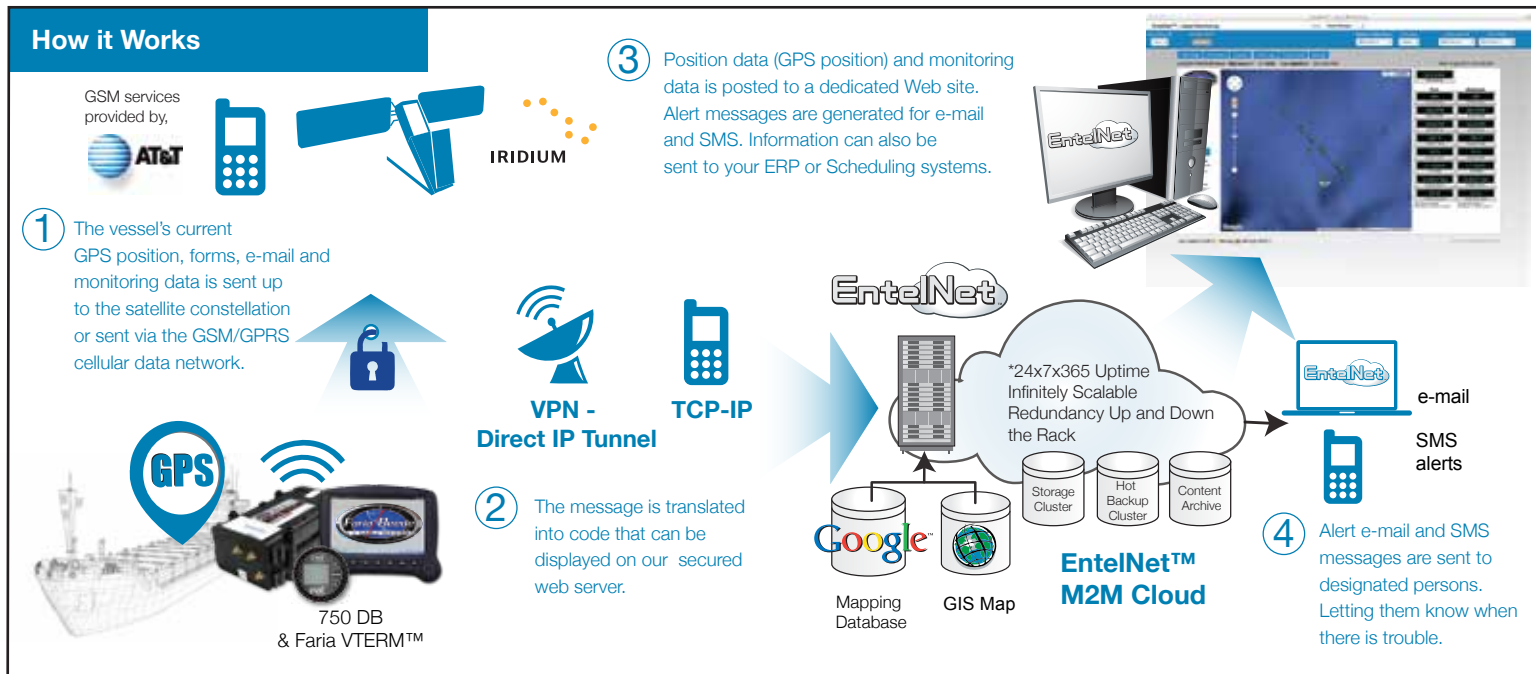 How it Works
GSM services
provided by,
AT&T
IRIDIUM
1
The vessel's current
GPS position, forms, e-mail and
monitoring data is sent up
to the satellite constellation
or sent via the GSM/GPRS
cellular data network.
GPS
Faria Beede
750 DB
& Faria VTERM™
VPN -
Direct IP Tunnel
TCP-IP
2
The message is translated
into code that can be
displayed on our secured
web server.
3
Position data (GPS position) and monitoring
data is posted to a dedicated Web site.
Alert messages are generated for e-mail
and SMS. Information can also be
sent to your ERP or Scheduling systems.
EntelNet
EntelNet™
*24x7x365 Uptime
Infinitely Scalable
Redundancy Up and Down
the Rack
Storage
Cluster
Hot
Backup
Cluster
Content
Archive
Google™
Mapping
Database
GIS Map
EntelNet™
M2M Cloud
EntelNet
e-mail
SMS
alerts
4
Alert e-mail and SMS
messages are sent to
designated persons.
Letting them know when
there is trouble.